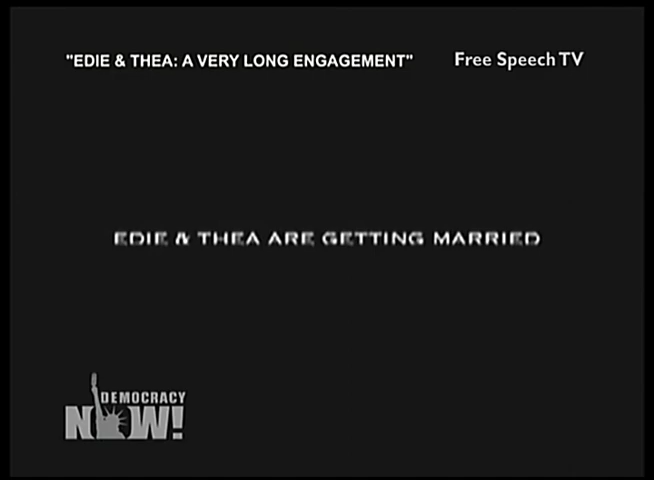 "EDIE & THEA: A VERY LONG ENGAGEMENT"
Free Speech TV
EDIE & THEA ARE GETTING MARRIED
DEMOCRACY
NOW!